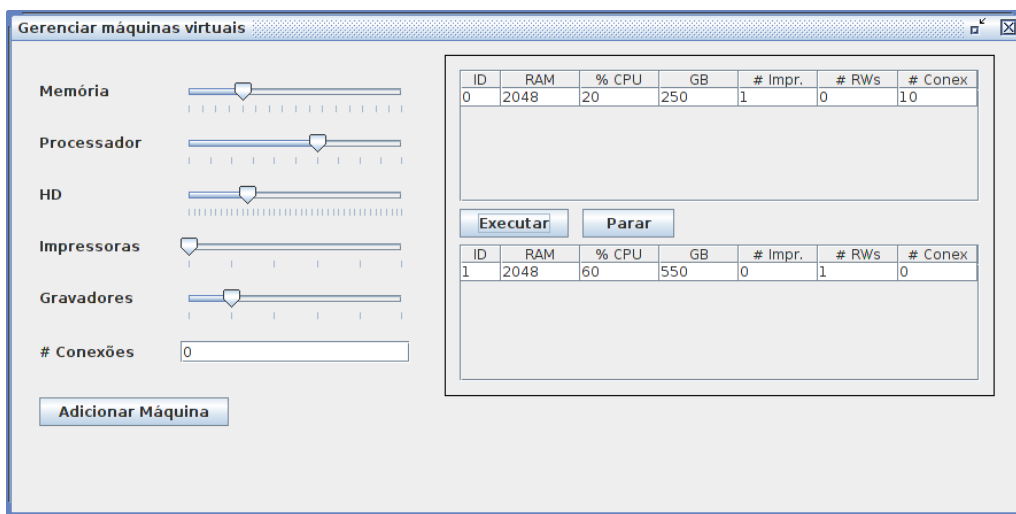 Gerenciar máquinas virtuais
Memória
Processador
HD
Impressoras
Gravadores
# Conexões 0
Adicionar Máquina
ID RAM % CPU GB # Impr. # RWs # Conex
0 2048 20 250 1 0 10
Executar Parar
ID RAM % CPU GB # Impr. # RWs # Conex
1 2048 60 550 0 1 0